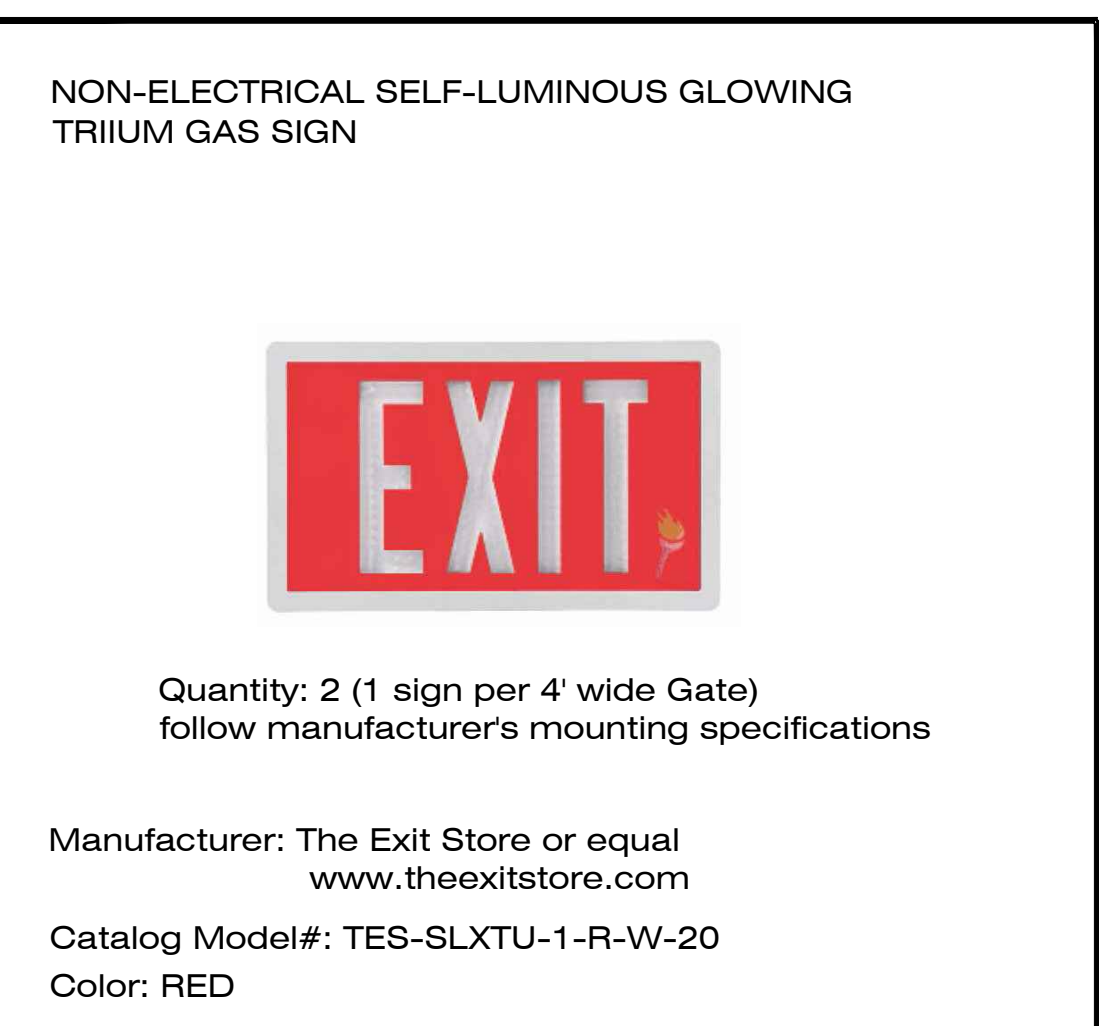 NON-ELECTRICAL SELF-LUMINOUS GLOWING
TRIIUM GAS SIGN
EXIT
Quantity: 2 (1 sign per 4' wide Gate)
follow manufacturer's mounting specifications
Manufacturer: The Exit Store or equal
www.theexitstore.com
Catalog Model#: TES-SLXTU-1-R-W-20
Color: RED